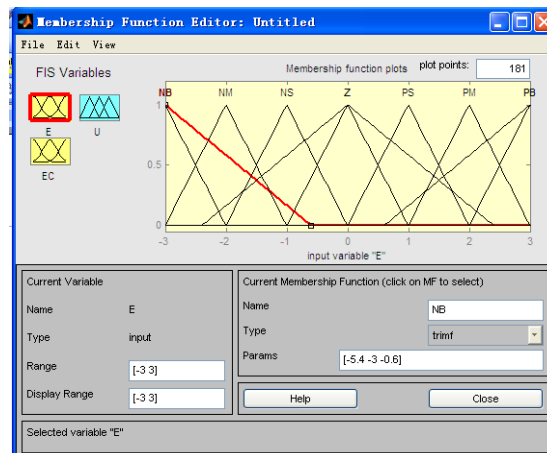 Membership Function Editor: Untitled
File Edit View
FIS Variables
E
U
EC
Membership function plots
plot points:
181
NB NM NS Z PS PM PB
1
0.5
0
-3 -2 -1 0 1 2 3
input variable "E"
Current Variable
Name E
Type input
Range [-3 3]
Display Range [-3 3]
Current Membership Function (click on MF to select)
Name NB
Type trimf
Params [-5.4 -3 -0.6]
Help Close
Selected variable "E"